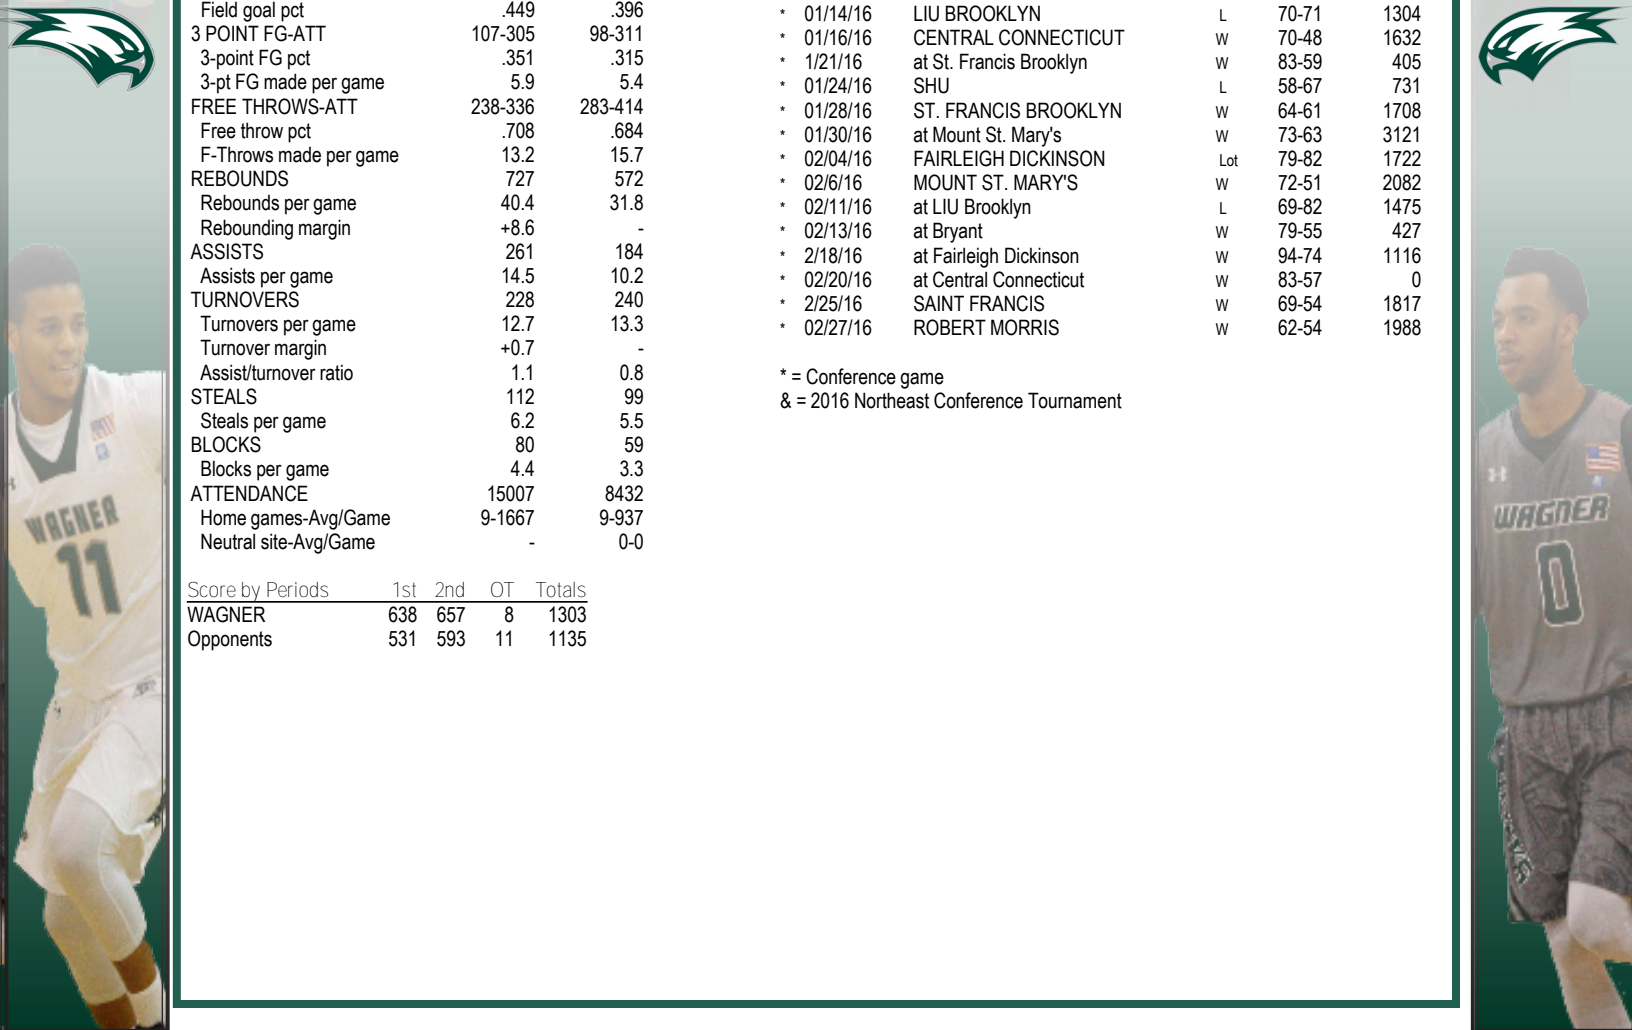 Field goal pct .449 .396
3 POINT FG-ATT 107-305 98-311
3-point FG pct .351 .315
3-pt FG made per game 5.9 5.4
FREE THROWS-ATT 238-336 283-414
Free throw pct .708 .684
F-Throws made per game 13.2 15.7
REBOUNDS 727 572
Rebounds per game 40.4 31.8
Rebounding margin +8.6 -
ASSISTS 261 184
Assists per game 14.5 10.2
TURNOVERS 228 240
Turnovers per game 12.7 13.3
Turnover margin +0.7 -
Assist/turnover ratio 1.1 0.8
STEALS 112 99
Steals per game 6.2 5.5
BLOCKS 80 59
Blocks per game 4.4 3.3
ATTENDANCE 15007 8432
Home games-Avg/Game 9-1667 9-937
Neutral site-Avg/Game - 0-0
Score by Periods 1st 2nd OT Totals
WAGNER 638 657 8 1303
Opponents 531 593 11 1135
* 01/14/16 LIU BROOKLYN L 70-71 1304
* 01/16/16 CENTRAL CONNECTICUT W 70-48 1632
* 1/21/16 at St. Francis Brooklyn W 83-59 405
* 01/24/16 SHU L 58-67 731
* 01/28/16 ST. FRANCIS BROOKLYN W 64-61 1708
* 01/30/16 at Mount St. Mary's W 73-63 3121
* 02/04/16 FAIRLEIGH DICKINSON Lot 79-82 1722
* 02/6/16 MOUNT ST. MARY'S W 72-51 2082
* 02/11/16 at LIU Brooklyn L 69-82 1475
* 02/13/16 at Bryant W 79-55 427
* 2/18/16 at Fairleigh Dickinson W 94-74 1116
* 02/20/16 at Central Connecticut W 83-57 0
* 2/25/16 SAINT FRANCIS W 69-54 1817
* 02/27/16 ROBERT MORRIS W 62-54 1988
* = Conference game
& = 2016 Northeast Conference Tournament
WAGNER
11
WAGNER
0